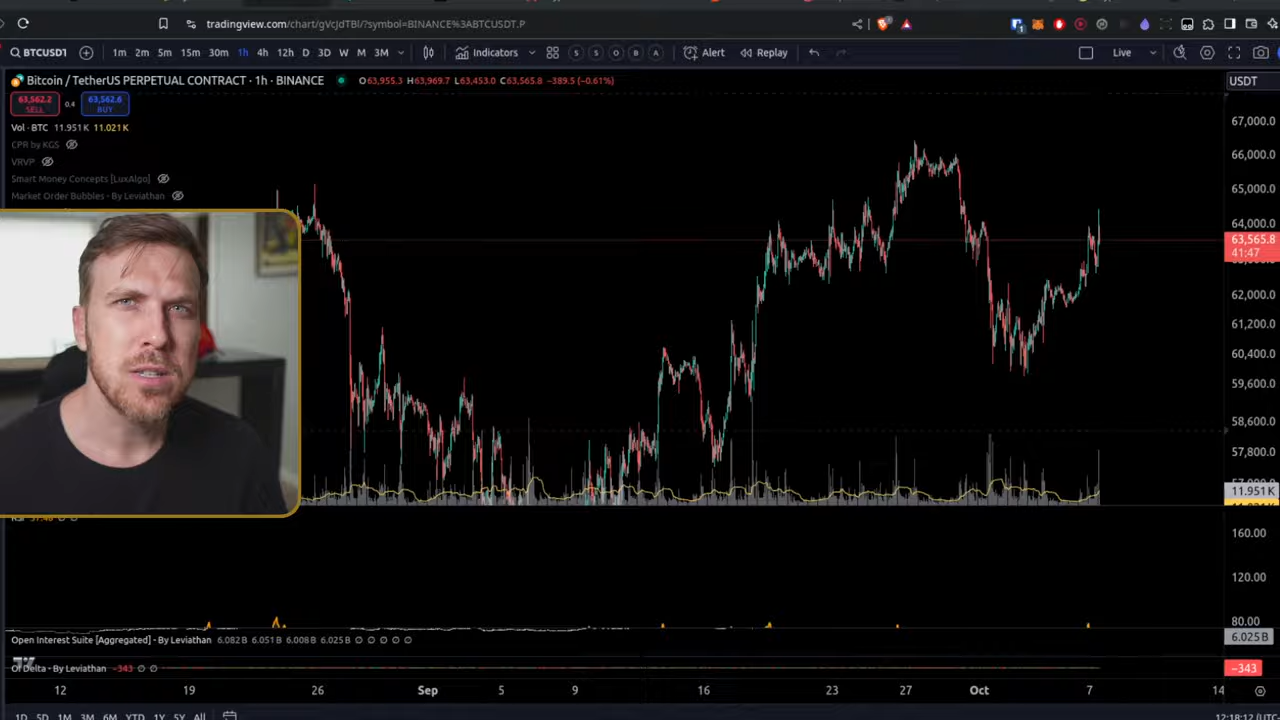 tradingview.com/chart/gVcJdTBl/?symbol=BINANCE%3ABTCUSDT.P
BTCUSDT 1m 2m 5m 15m 30m 1h 4h 12h D 3D W M 3M Indicators S S O B A Alert Replay Live
Bitcoin / TetherUS PERPETUAL CONTRACT · 1h · BINANCE O63,955.3 H63,969.7 L63,453.0 C63,565.8 -389.5 (-0.61%) USDT
63,562.2 SELL 0.4 63,562.6 BUY
Vol · BTC 11.951K 11.021K
CPR by KGS
VRVP
Smart Money Concepts [LuxAlgo]
Market Order Bubbles - By Leviathan
67,000.0
66,000.0
65,000.0
64,000.0
63,565.8
41:47
62,000.0
61,200.0
60,400.0
59,600.0
58,600.0
57,800.0
11.951K
160.00
120.00
80.00
Open Interest Suite [Aggregated] - By Leviathan 6.082B 6.051B 6.008B 6.025B
6.025B
OI Delta - By Leviathan -343
-343
12 19 26 Sep 5 9 16 23 27 Oct 7 14
1D 5D 1M 3M 6M YTD 1Y 5Y All